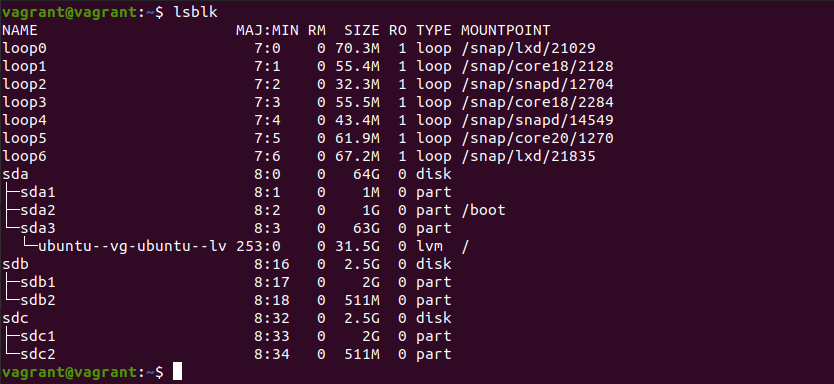 vagrant@vagrant:~$ lsblk
NAME                      MAJ:MIN RM  SIZE RO TYPE MOUNTPOINT
loop0                       7:0    0 70.3M  1 loop /snap/lxd/21029
loop1                       7:1    0 55.4M  1 loop /snap/core18/2128
loop2                       7:2    0 32.3M  1 loop /snap/snapd/12704
loop3                       7:3    0 55.5M  1 loop /snap/core18/2284
loop4                       7:4    0 43.4M  1 loop /snap/snapd/14549
loop5                       7:5    0 61.9M  1 loop /snap/core20/1270
loop6                       7:6    0 67.2M  1 loop /snap/lxd/21835
sda                         8:0    0   64G  0 disk
├─sda1                      8:1    0    1M  0 part
├─sda2                      8:2    0    1G  0 part /boot
└─sda3                      8:3    0   63G  0 part
  └─ubuntu--vg-ubuntu--lv 253:0    0 31.5G  0 lvm  /
sdb                         8:16   0  2.5G  0 disk
├─sdb1                      8:17   0    2G  0 part
└─sdb2                      8:18   0  511M  0 part
sdc                         8:32   0  2.5G  0 disk
├─sdc1                      8:33   0    2G  0 part
└─sdc2                      8:34   0  511M  0 part
vagrant@vagrant:~$